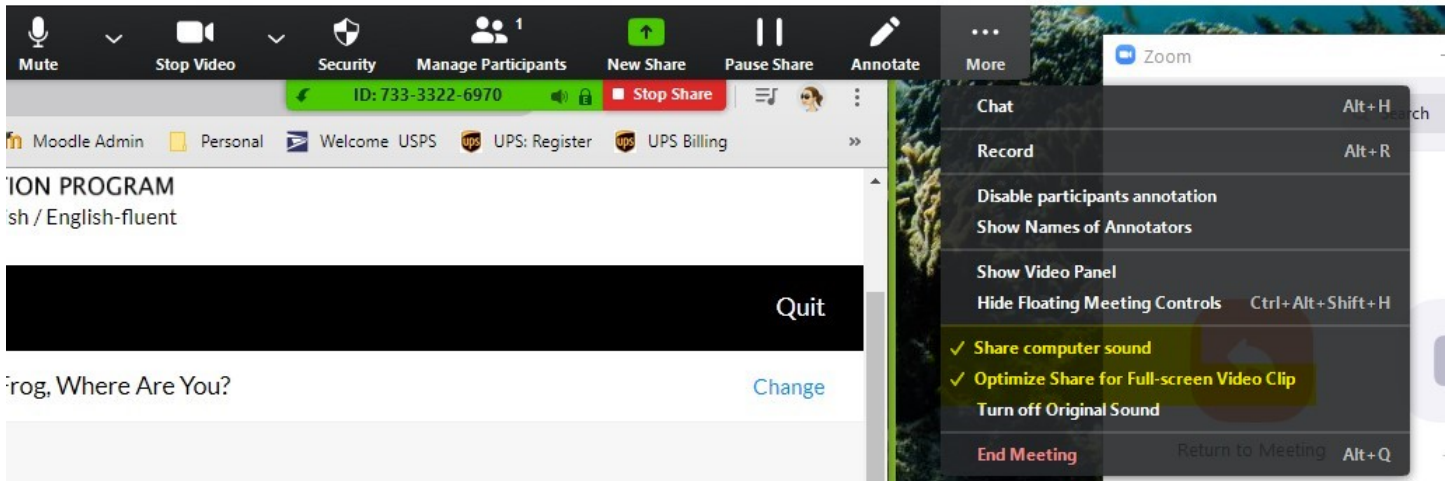 Mute
Stop Video
Security
Manage Participants
1
New Share
Pause Share
Annotate
More
Zoom
ID: 733-3322-6970
Stop Share
Moodle Admin
Personal
Welcome USPS
ups
UPS: Register
ups
UPS Billing
»
ION PROGRAM
sh / English-fluent
Quit
Frog, Where Are You?
Change
Chat Alt+H
Search
Record Alt+R
Disable participants annotation
Show Names of Annotators
Show Video Panel
Hide Floating Meeting Controls Ctrl+Alt+Shift+H
✓ Share computer sound
✓ Optimize Share for Full-screen Video Clip
Turn off Original Sound
End Meeting Alt+Q
Return to Meeting